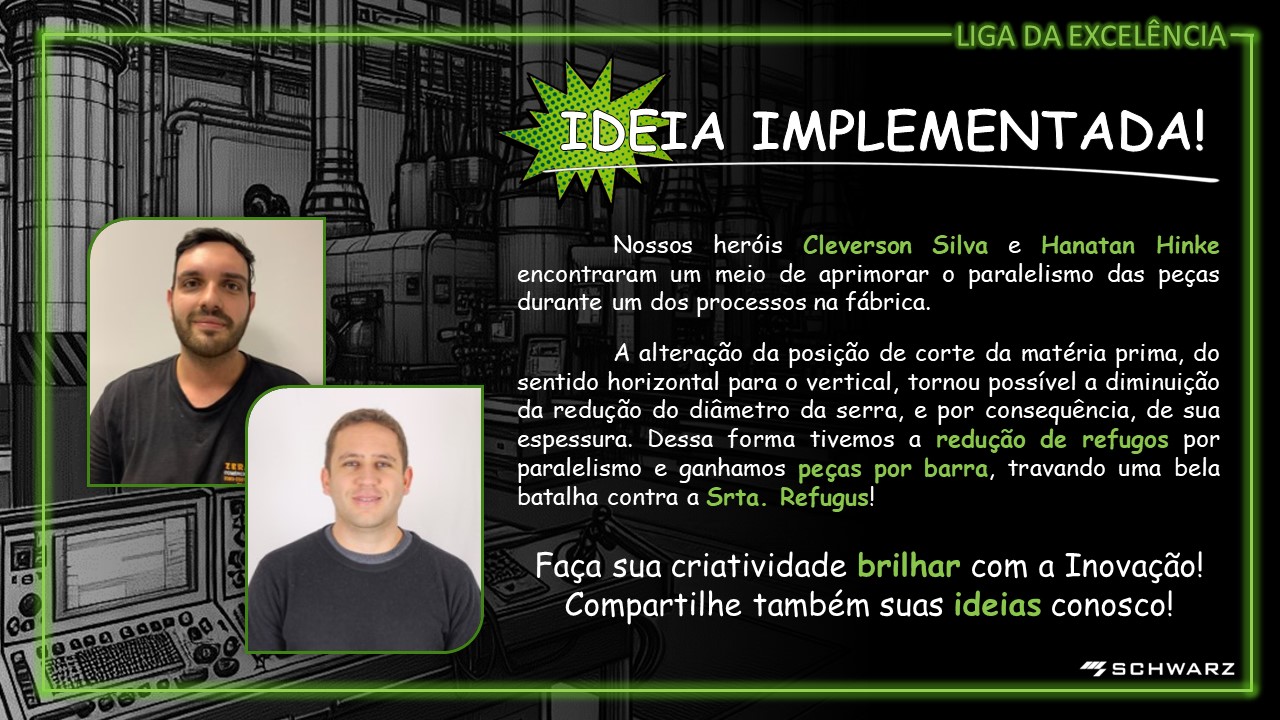 LIGA DA EXCELÊNCIA
IDEIA IMPLEMENTADA!
Nossos heróis Cleverson Silva e Hanatan Hinke
encontraram um meio de aprimorar o paralelismo das peças
durante um dos processos na fábrica.
A alteração da posição de corte da matéria prima, do
sentido horizontal para o vertical, tornou possível a diminuição
da redução do diâmetro da serra, e por consequência, de sua
espessura. Dessa forma tivemos a redução de refugos por
paralelismo e ganhamos peças por barra, travando uma bela
batalha contra a Srta. Refugus!
Faça sua criatividade brilhar com a Inovação!
Compartilhe também suas ideias conosco!
SCHWARZ